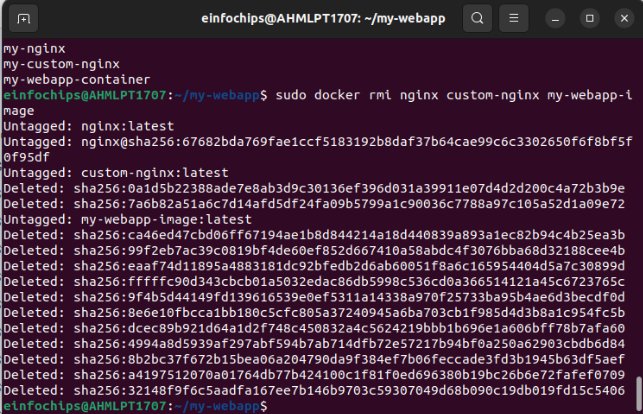 einfochips@AHMLPT1707: ~/my-webapp
my-nginx
my-custom-nginx
my-webapp-container
einfochips@AHMLPT1707:~/my-webapp$ sudo docker rmi nginx custom-nginx my-webapp-i
mage
Untagged: nginx:latest
Untagged: nginx@sha256:67682bda769fae1ccf5183192b8daf37b64cae99c6c3302650f6f8bf5f
0f95df
Untagged: custom-nginx:latest
Deleted: sha256:0a1d5b22388ade7e8ab3d9c30136ef396d031a39911e07d4d2d200c4a72b3b9e
Deleted: sha256:7a6b82a51a6c7d14afd5df24fa09b5799a1c90036c7788a97c105a52d1a09e72
Untagged: my-webapp-image:latest
Deleted: sha256:ca46ed47cbd06ff67194ae1b8d844214a18d440839a893a1ec82b94c4b25ea3b
Deleted: sha256:99f2eb7ac39c0819bf4de60ef852d667410a58abdc4f3076bba68d32188cee4b
Deleted: sha256:eaaf74d11895a4883181dc92bfedb2d6ab60051f8a6c165954404d5a7c30899d
Deleted: sha256:fffffc90d343cbcb01a5032edac86db5998c536cd0a366514121a45c6723765c
Deleted: sha256:9f4b5d44149fd139616539e0ef5311a14338a970f25733ba95b4ae6d3becdf0d
Deleted: sha256:8e6e10fbcca1bb180c5cfc805a37240945a6ba703cb1f985d4d3b8a1c954fc5b
Deleted: sha256:dcec89b921d64a1d2f748c450832a4c5624219bbb1b696e1a606bff78b7afa60
Deleted: sha256:4994a8d5939af297abf594b7ab714dfb72e57217b94bf0a250a62903cbdb6d84
Deleted: sha256:8b2bc37f672b15bea06a204790da9f384ef7b06feccade3fd3b1945b63df5aef
Deleted: sha256:a4197512070a01764db77b424100c1f81f0ed696380b19bc26b6e72fafef0709
Deleted: sha256:32148f9f6c5aadfa167ee7b146b9703c59307049d68b090c19db019fd15c5406
einfochips@AHMLPT1707:~/my-webapp$